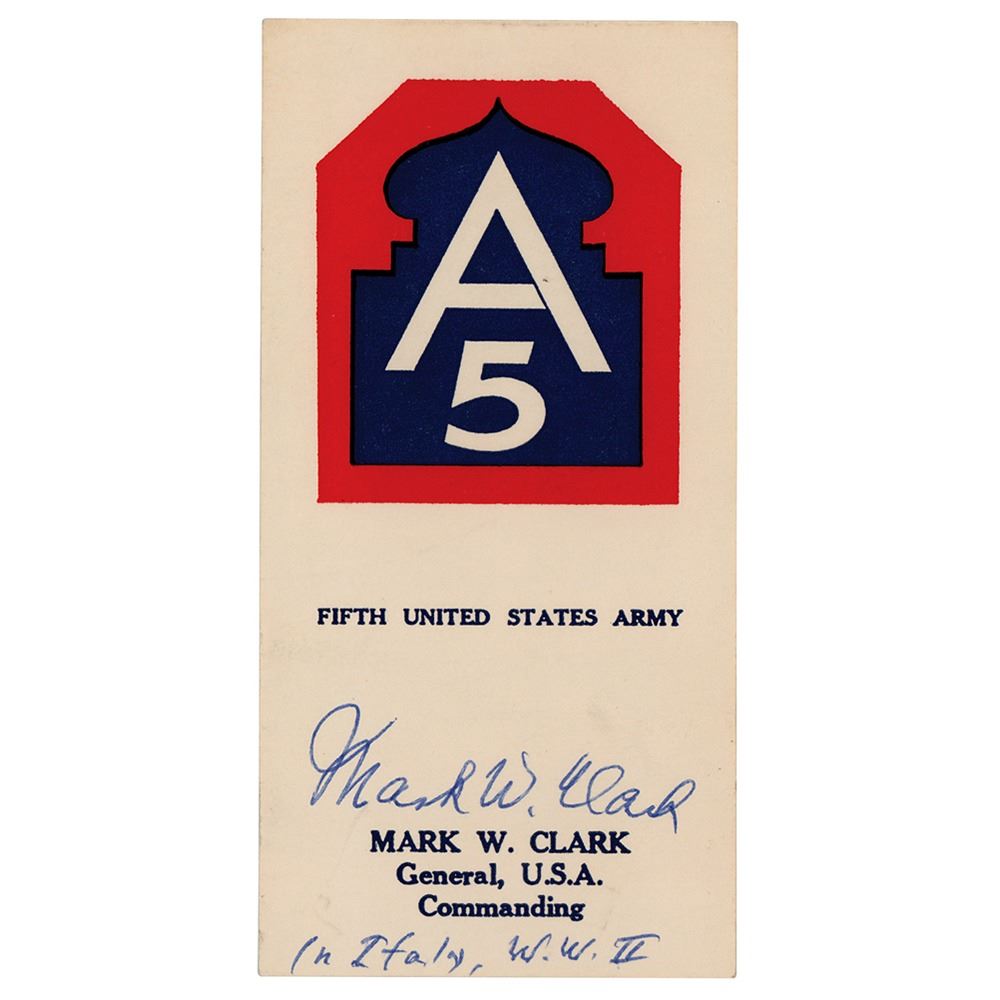 A
5
FIFTH UNITED STATES ARMY
Mark W. Clark
MARK W. CLARK
General, U.S.A.
Commanding
In Italy, W.W. II